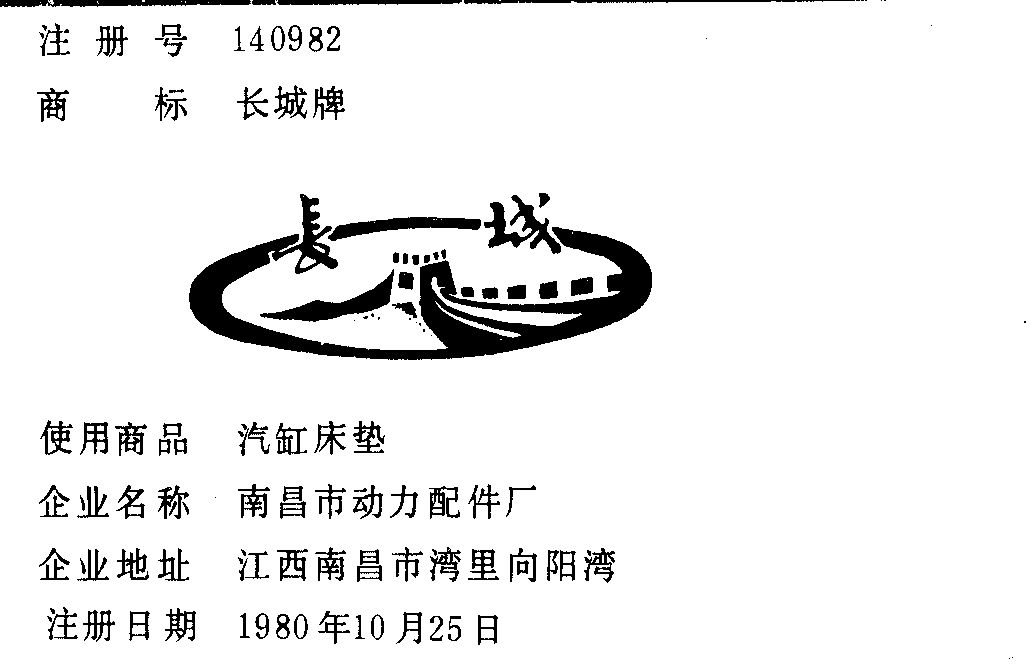 注册号 140982
商标 长城牌
長城
使用商品 汽缸床垫
企业名称 南昌市动力配件厂
企业地址 江西南昌市湾里向阳湾
注册日期 1980年10月25日